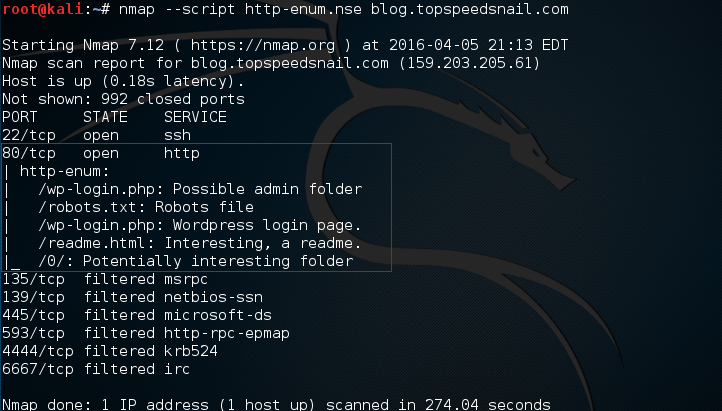 root@kali:~# nmap --script http-enum.nse blog.topspeedsnail.com
Starting Nmap 7.12 ( https://nmap.org ) at 2016-04-05 21:13 EDT
Nmap scan report for blog.topspeedsnail.com (159.203.205.61)
Host is up (0.18s latency).
Not shown: 992 closed ports
PORT     STATE    SERVICE
22/tcp   open     ssh
80/tcp   open     http
| http-enum:
|   /wp-login.php: Possible admin folder
|   /robots.txt: Robots file
|   /wp-login.php: Wordpress login page.
|   /readme.html: Interesting, a readme.
|_  /0/: Potentially interesting folder
135/tcp  filtered msrpc
139/tcp  filtered netbios-ssn
445/tcp  filtered microsoft-ds
593/tcp  filtered http-rpc-epmap
4444/tcp filtered krb524
6667/tcp filtered irc
Nmap done: 1 IP address (1 host up) scanned in 274.04 seconds